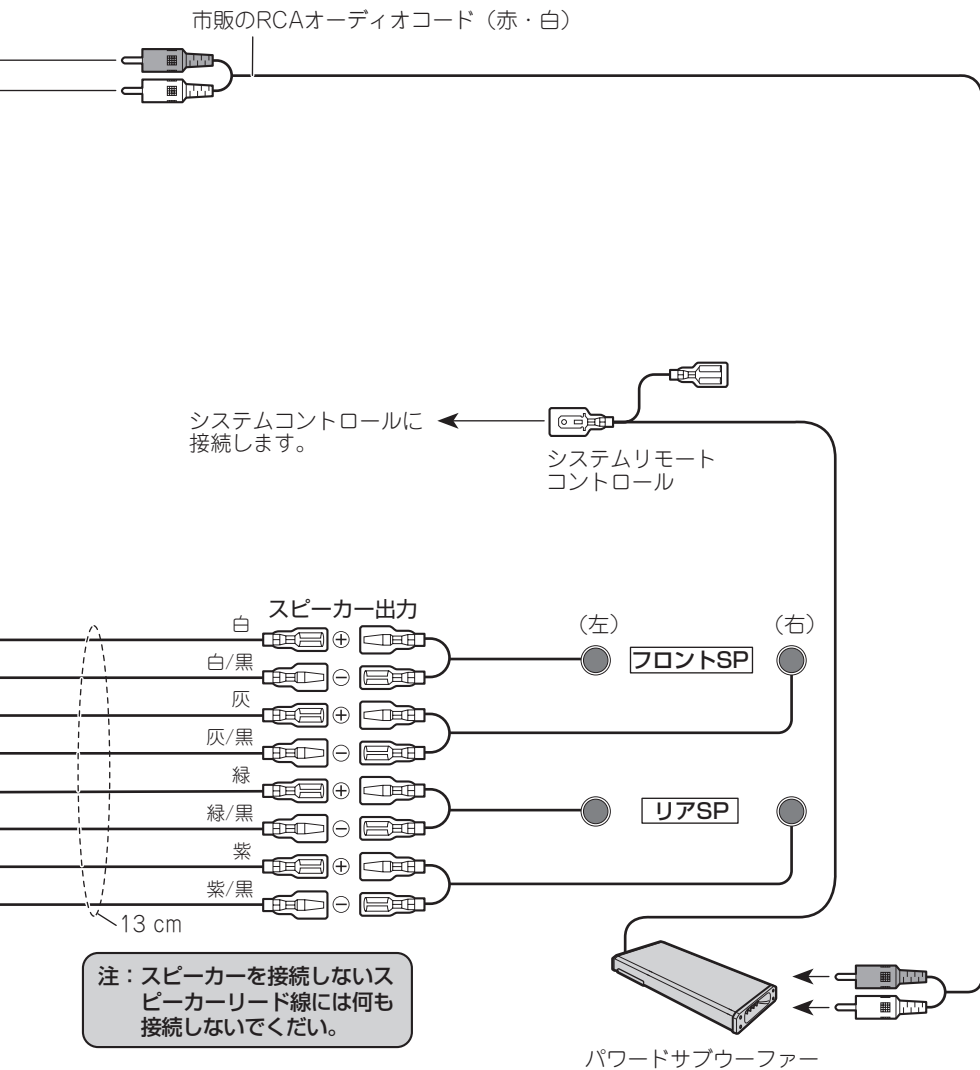 市販のRCAオーディオコード（赤・白）
システムコントロールに
接続します。
システムリモート
コントロール
スピーカー出力
白
⊕
白/黒
⊖
灰
⊕
灰/黒
⊖
緑
⊕
緑/黒
⊖
紫
⊕
紫/黒
⊖
13 cm
（左）
フロントSP
（右）
リアSP
注：スピーカーを接続しないス
ピーカーリード線には何も
接続しないでくだい。
パワードサブウーファー